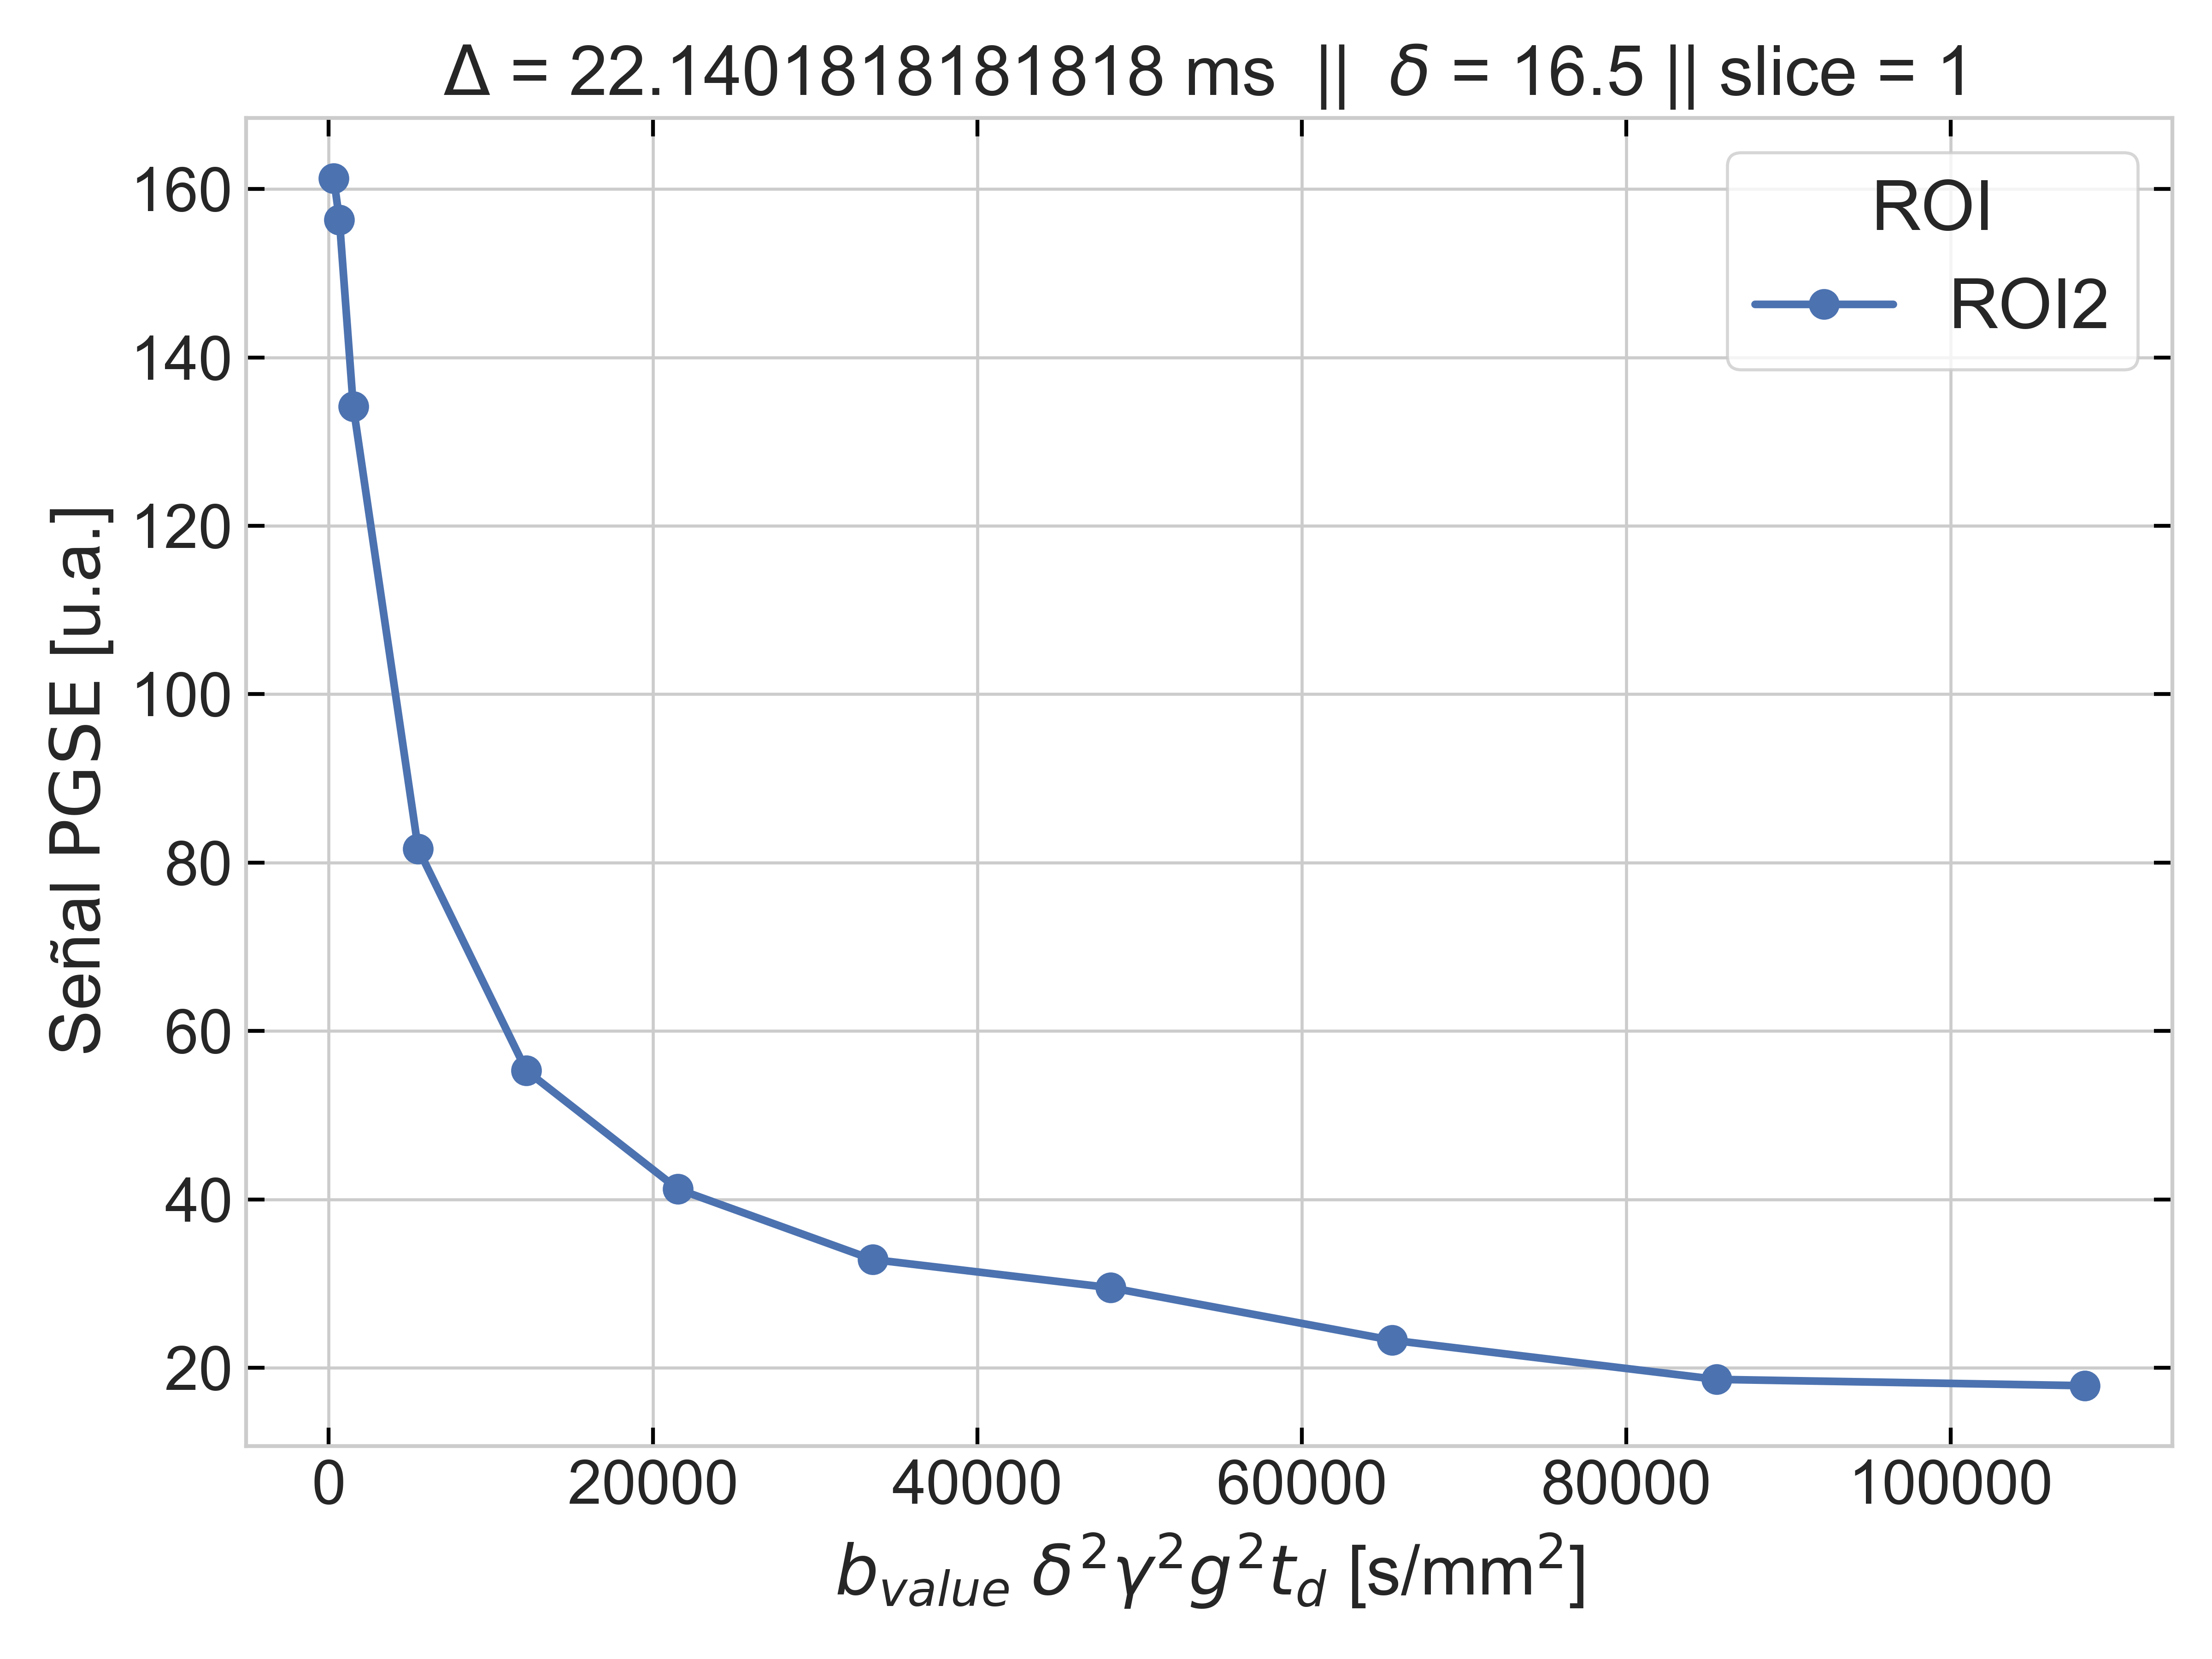 Δ = 22.1401818181818 ms || δ = 16.5 || slice = 1
ROI
ROI2
Señal PGSE [u.a.]
160
140
120
100
80
60
40
20
0 20000 40000 60000 80000 100000
b_value δ²γ²g²t_d [s/mm²]